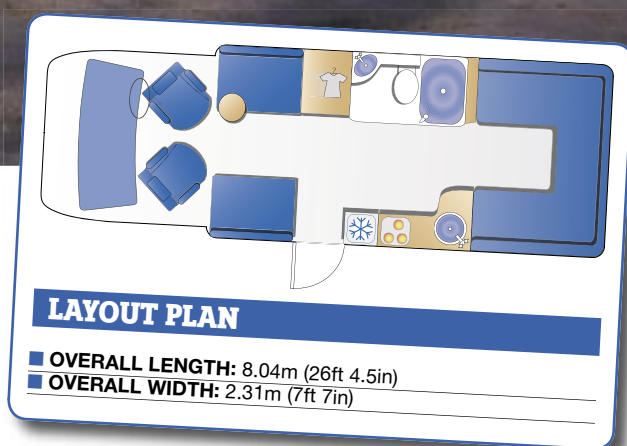 LAYOUT PLAN
OVERALL LENGTH: 8.04m (26ft 4.5in)
OVERALL WIDTH: 2.31m (7ft 7in)